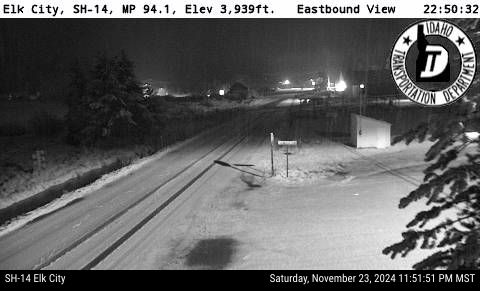 Elk City, SH-14, MP 94.1, Elev 3,939ft. Eastbound View 22:50:32
IDAHO
TRANSPORTATION DEPARTMENT
SH-14 Elk City Saturday, November 23, 2024 11:51:51 PM MST